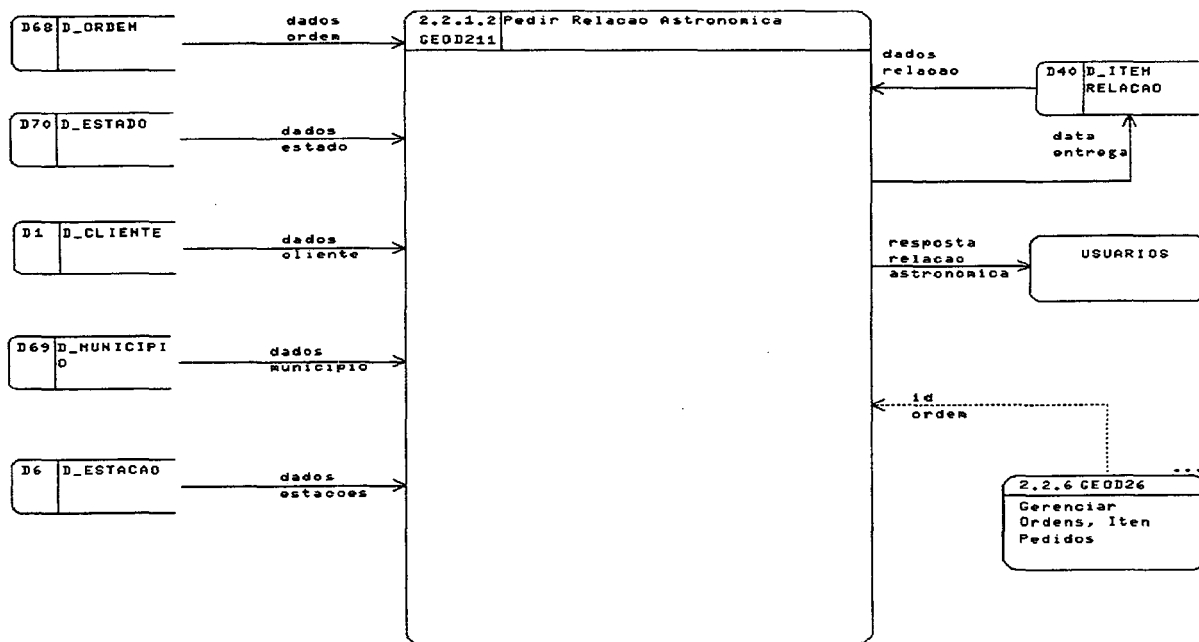 D68 D_ORDEM
dados
ordem
2.2.1.2 Pedir Relacao Astronomica
GEOD211
dados
relacao
D40 D_ITEM
RELACAO
D70 D_ESTADO
dados
estado
data
entrega
D1 D_CLIENTE
dados
cliente
resposta
relacao
astronomica
USUARIOS
D69 D_MUNICIPI
O
dados
municipio
id
ordem
D6 D_ESTACAO
dados
estacoes
...
2.2.6 GEOD26
Gerenciar
Ordens, Iten
Pedidos